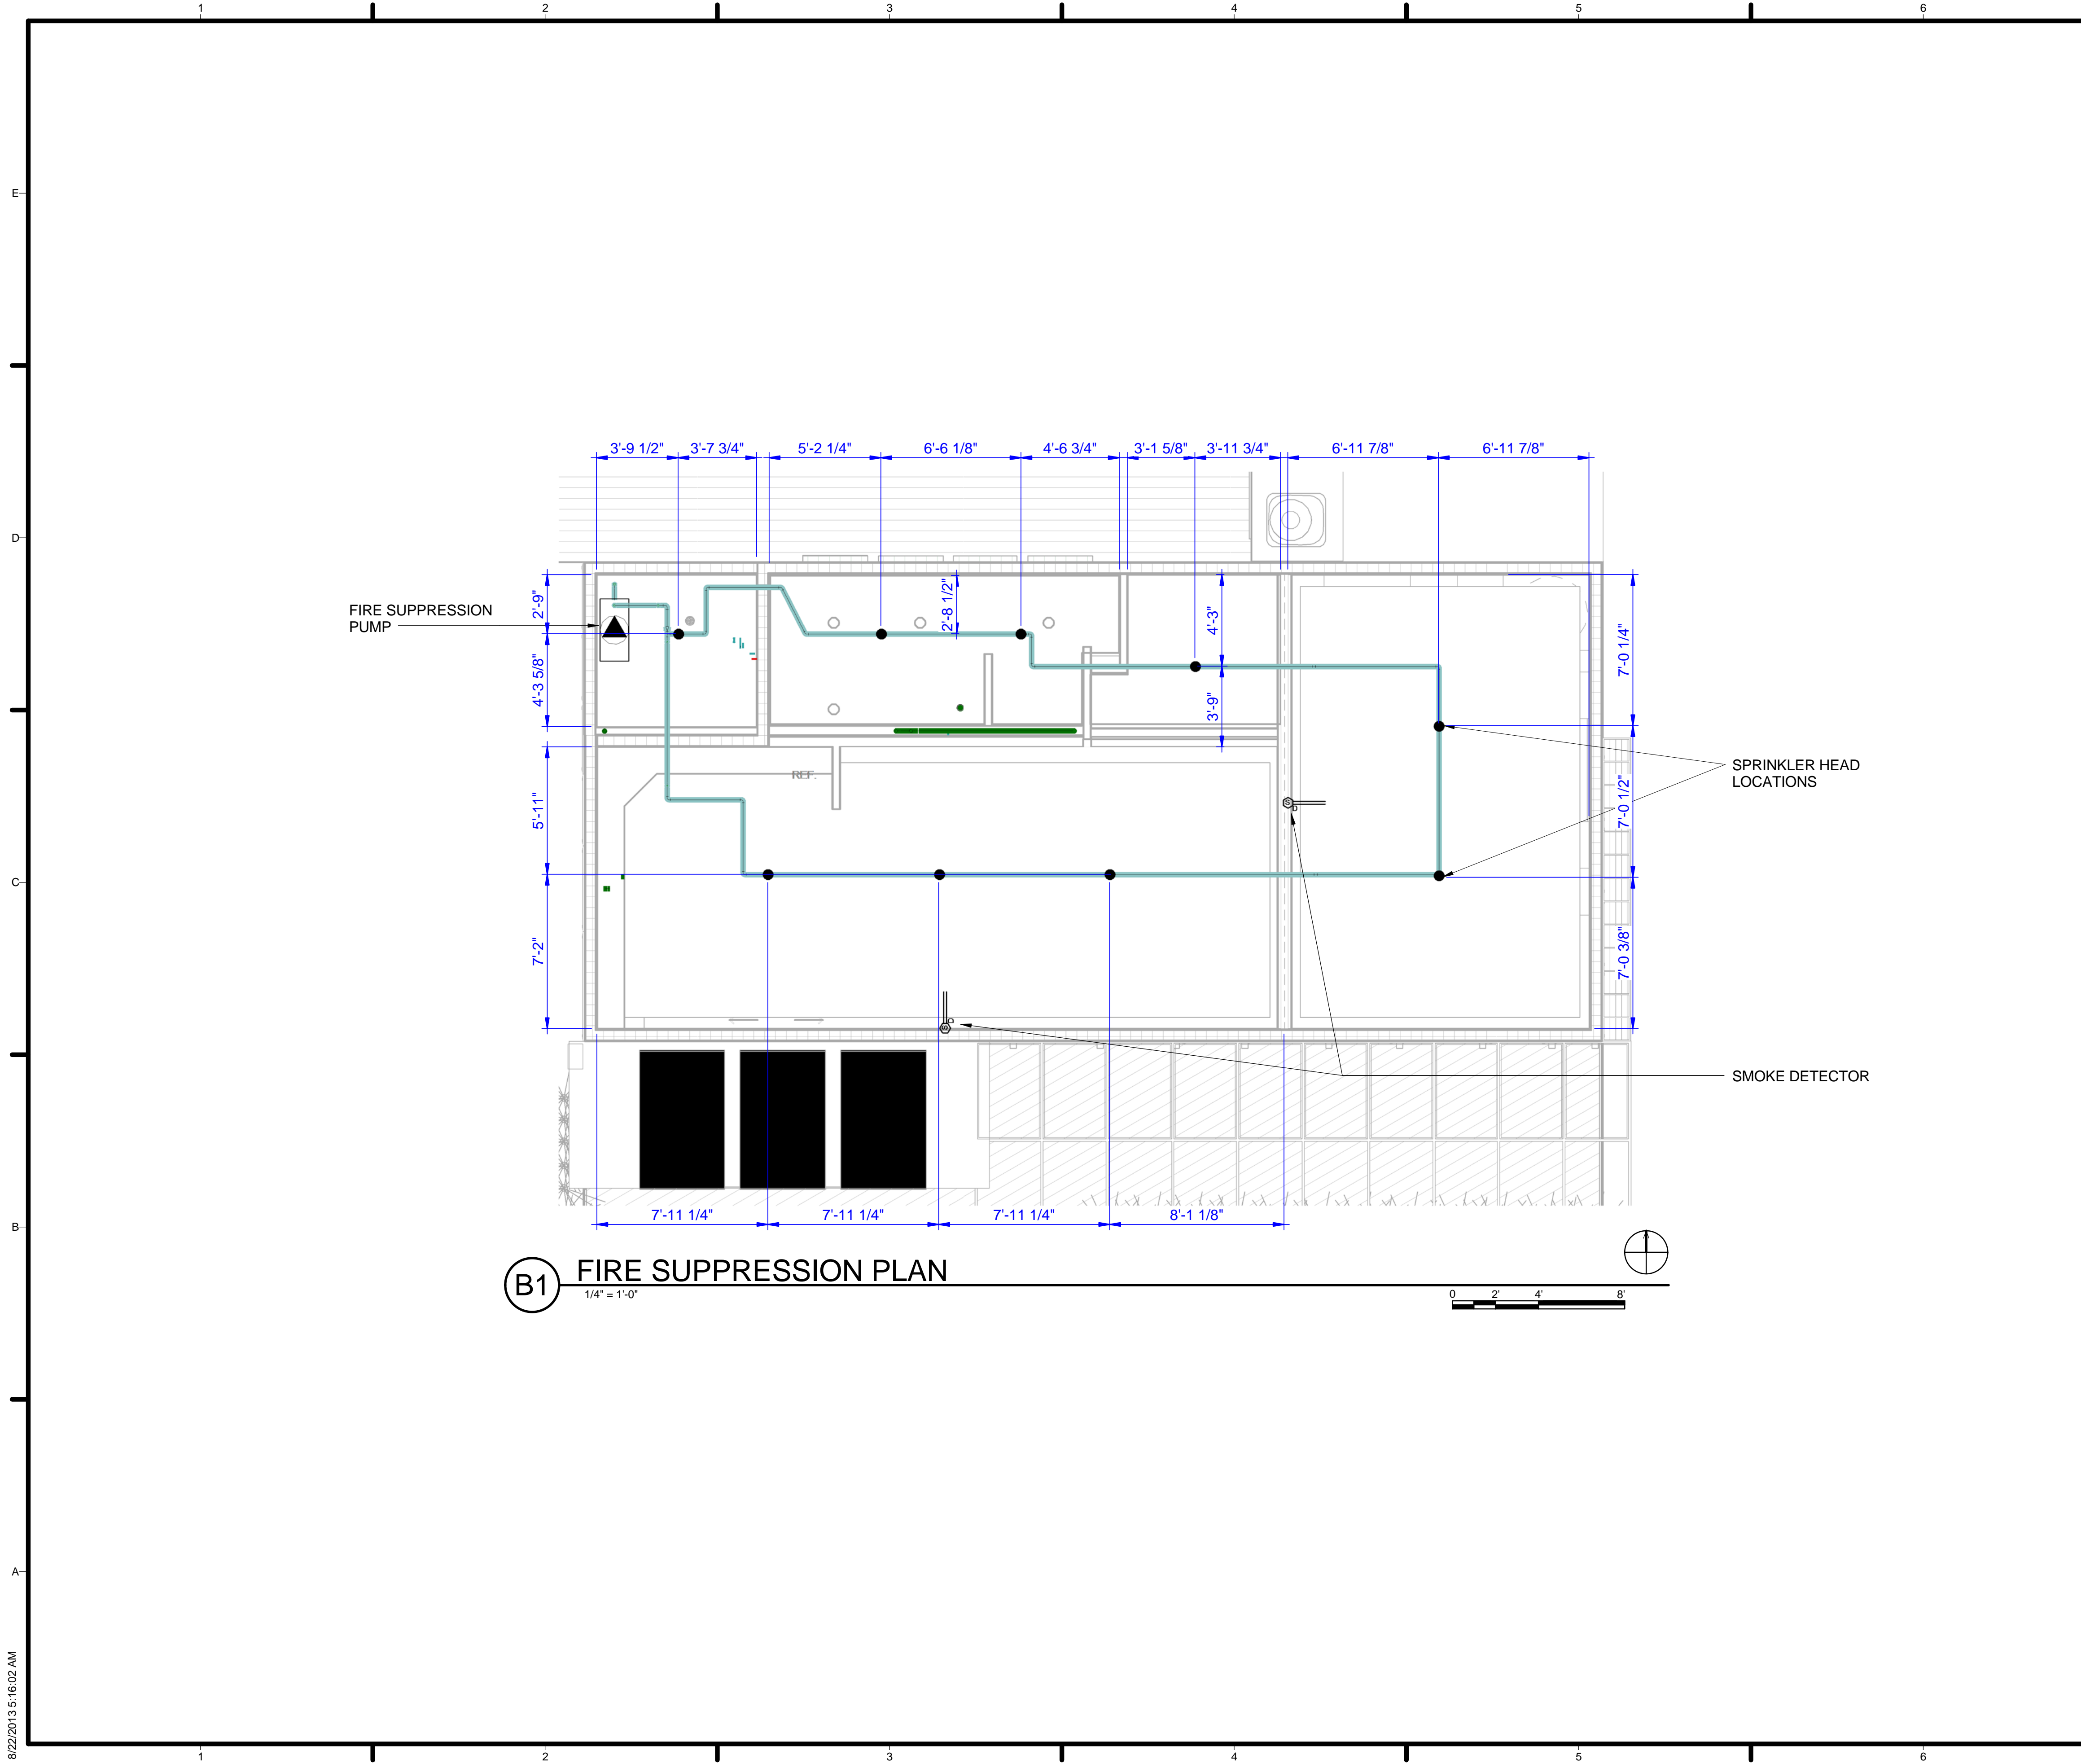 1 2 3 4 5 6
E
D
C
B
A
3'-9 1/2" 3'-7 3/4" 5'-2 1/4" 6'-6 1/8" 4'-6 3/4" 3'-1 5/8" 3'-11 3/4" 6'-11 7/8" 6'-11 7/8"
FIRE SUPPRESSION
PUMP
2'-9"
4'-3 5/8"
5'-11"
7'-2"
2'-8 1/2"
4'-3"
3'-9"
7'-0 1/4"
7'-0 1/2"
7'-0 3/8"
REF.
S
D
S
D
SPRINKLER HEAD
LOCATIONS
SMOKE DETECTOR
7'-11 1/4" 7'-11 1/4" 7'-11 1/4" 8'-1 1/8"
B1 FIRE SUPPRESSION PLAN
1/4" = 1'-0"
0 2' 4' 8'
8/22/2013 5:16:02 AM
1 2 3 4 5 6